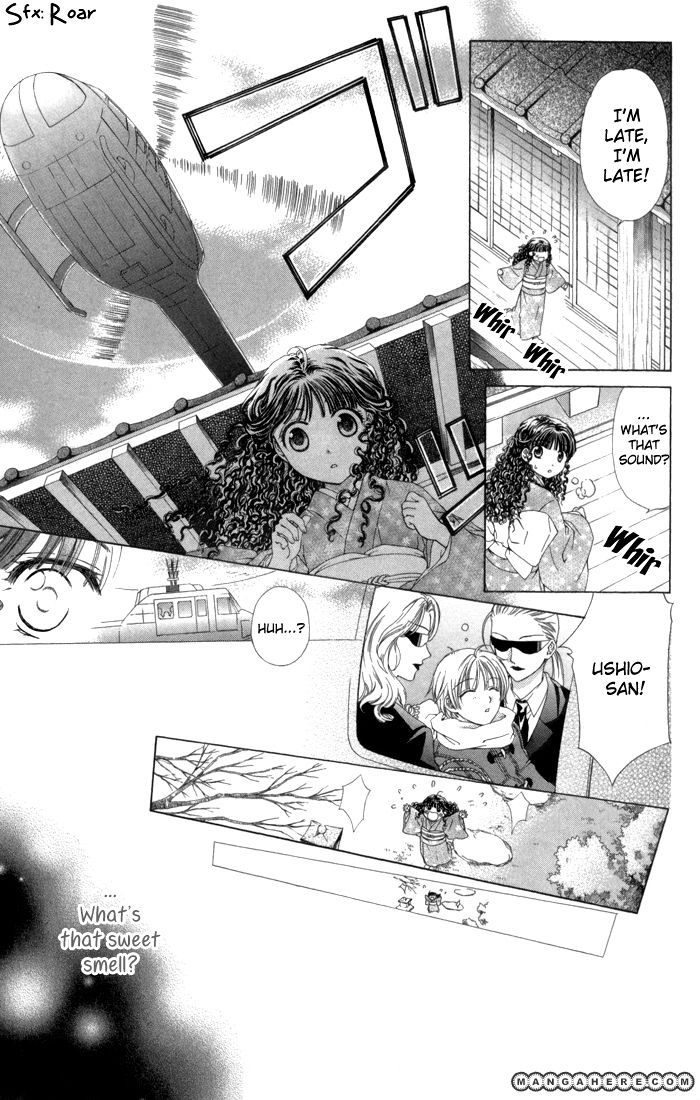 Sfx: Roar
I'M
LATE,
I'M
LATE!
Whir
Whir
ブ
...
WHAT'S
THAT
SOUND?
Whir
USHIO-
SAN!
HUH...?
...
What's
that sweet
smell?
MANGAHERE.COM